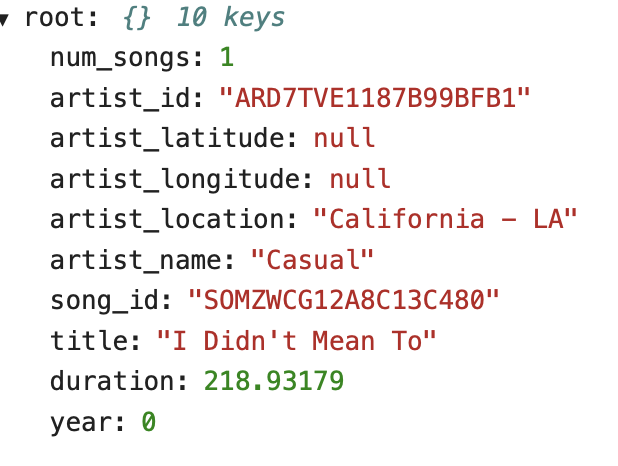 ▾ root: {} 10 keys
num_songs: 1
artist_id: "ARD7TVE1187B99BFB1"
artist_latitude: null
artist_longitude: null
artist_location: "California - LA"
artist_name: "Casual"
song_id: "SOMZWCG12A8C13C480"
title: "I Didn't Mean To"
duration: 218.93179
year: 0